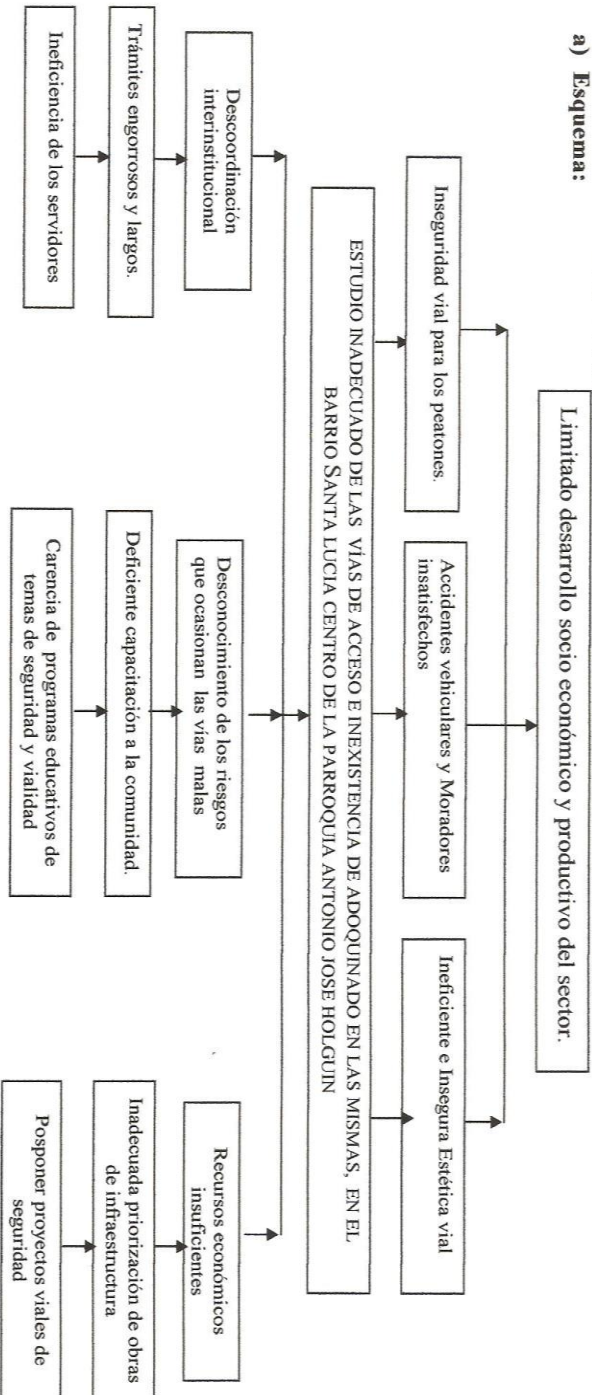 a) Esquema:
Limitado desarrollo socio económico y productivo del sector.
Inseguridad vial para los peatones.
Accidentes vehiculares y Moradores
insatisfechos
Ineficiente e Insegura Estética vial
ESTUDIO INADECUADO DE LAS VÍAS DE ACCESO E INEXISTENCIA DE ADOQUINADO EN LAS MISMAS, EN EL
BARRIO SANTA LUCIA CENTRO DE LA PARROQUIA ANTONIO JOSE HOLGUIN
Descoordinación
interinstitucional
Desconocimiento de los riesgos
que ocasionan las vías malas
Recursos económicos
insuficientes
Trámites engorrosos y largos.
Deficiente capacitación a la comunidad.
Inadecuada priorización de obras
de infraestructura
Ineficiencia de los servidores
Carencia de programas educativos de
temas de seguridad y vialidad
Posponer proyectos viales de
seguridad